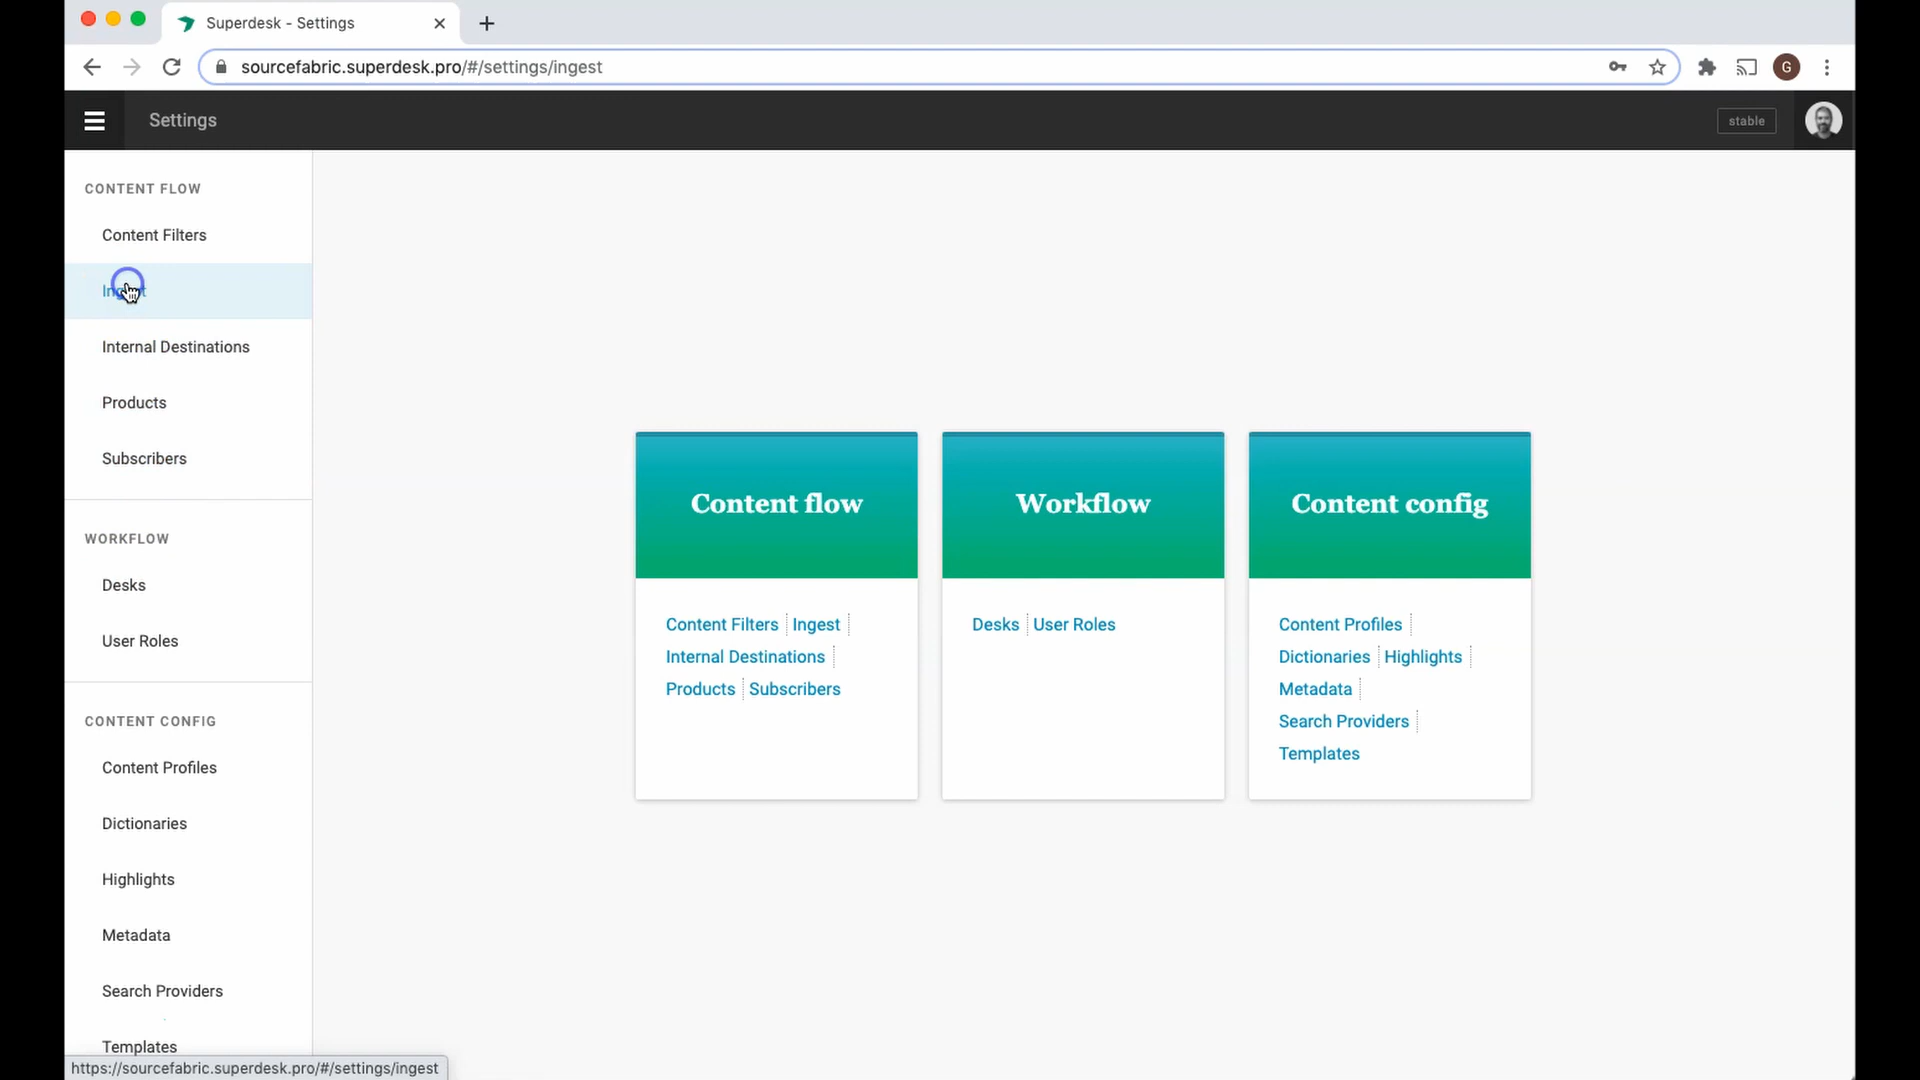 Superdesk - Settings
sourcefabric.superdesk.pro/#/settings/ingest
G
Settings
stable
CONTENT FLOW
Content Filters
Ingest
Internal Destinations
Products
Subscribers
WORKFLOW
Desks
User Roles
CONTENT CONFIG
Content Profiles
Dictionaries
Highlights
Metadata
Search Providers
Templates
Content flow
Content Filters Ingest
Internal Destinations
Products Subscribers
Workflow
Desks User Roles
Content config
Content Profiles
Dictionaries Highlights
Metadata
Search Providers
Templates
https://sourcefabric.superdesk.pro/#/settings/ingest